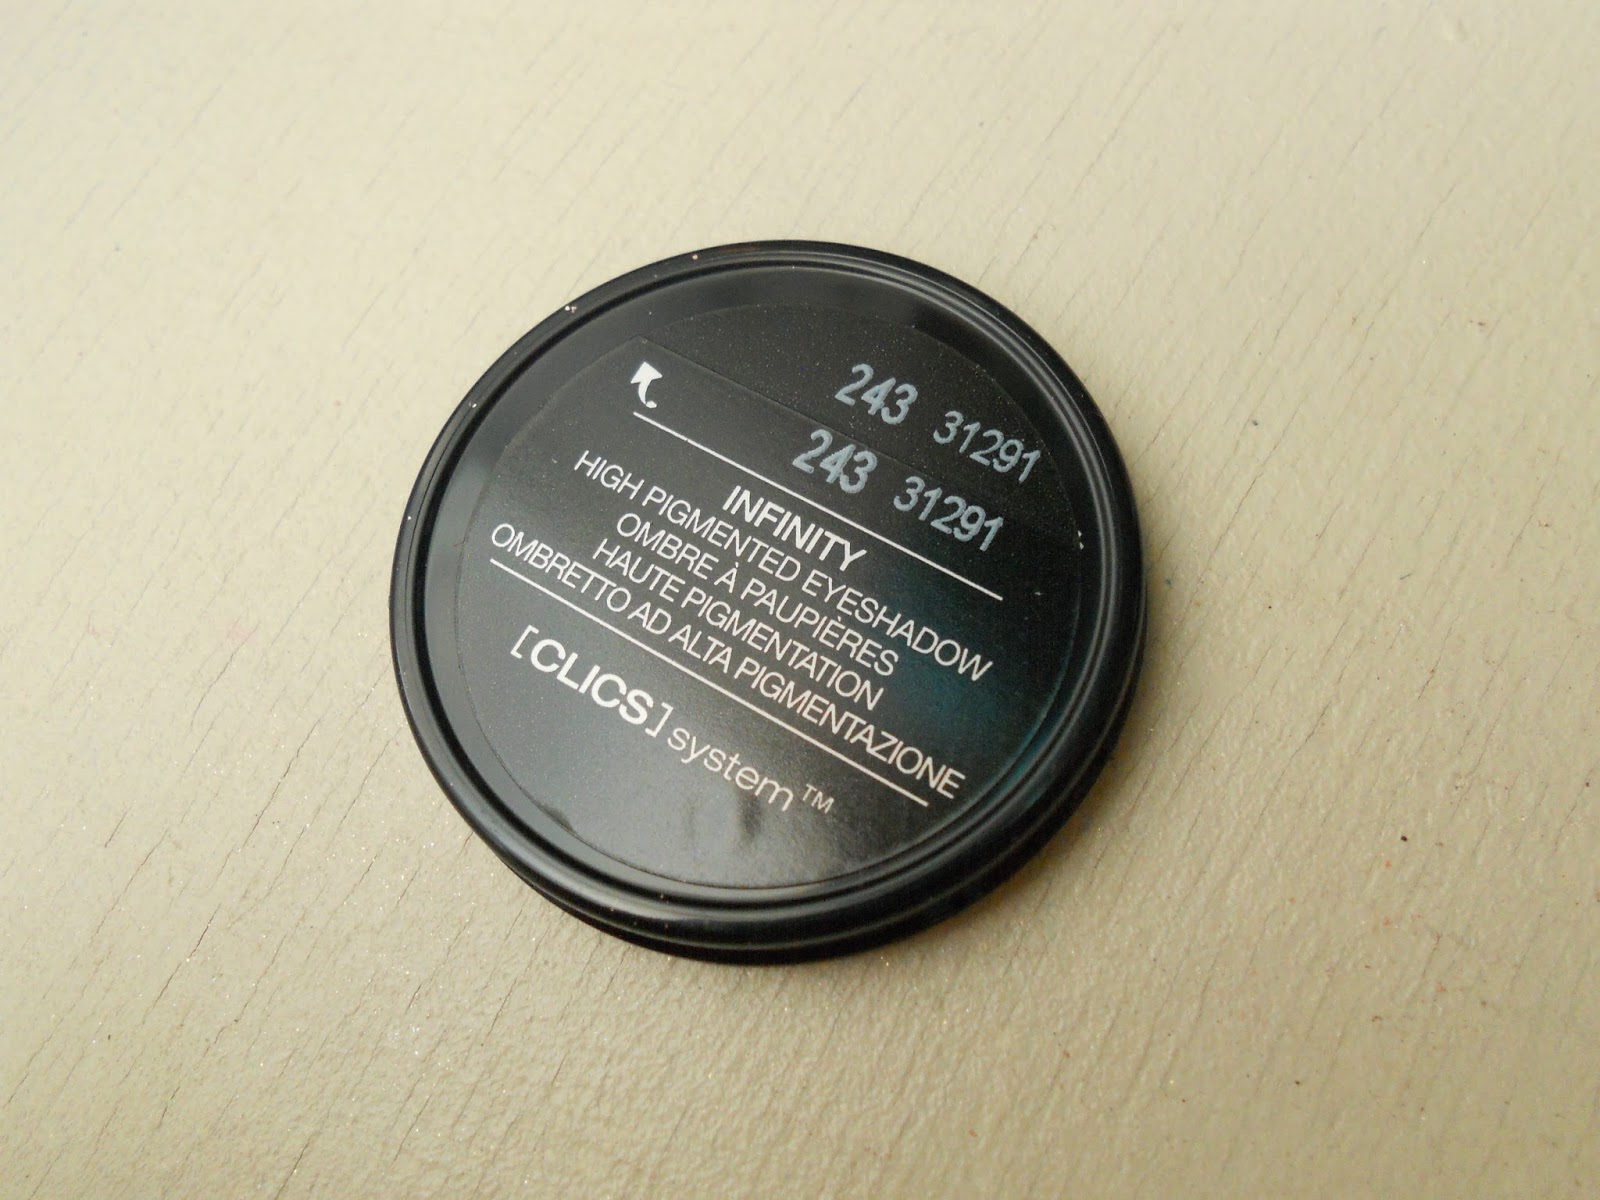 243 31291
243 31291
INFINITY
HIGH PIGMENTED EYESHADOW
OMBRE À PAUPIÈRES
HAUTE PIGMENTATION
OMBRETTO AD ALTA PIGMENTAZIONE
[CLICS] system™